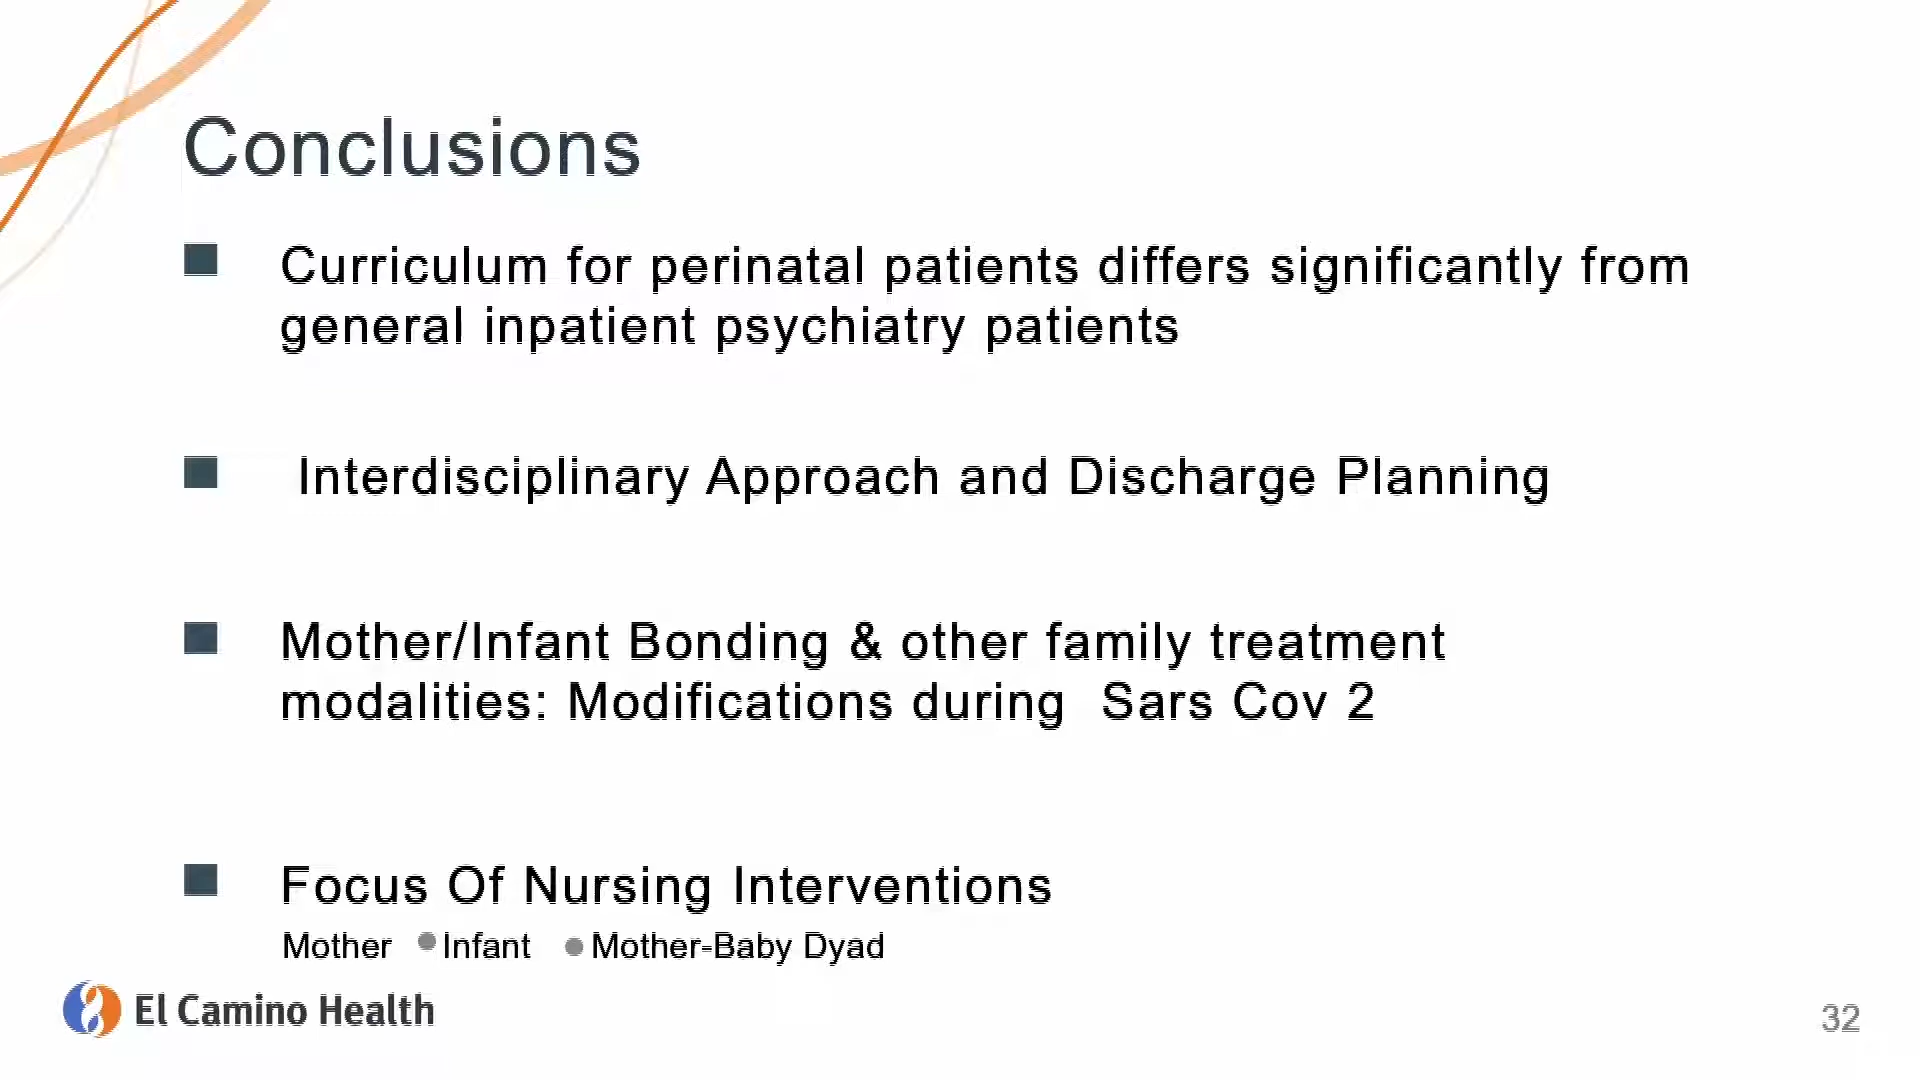 Conclusions
Curriculum for perinatal patients differs significantly from
general inpatient psychiatry patients
Interdisciplinary Approach and Discharge Planning
Mother/Infant Bonding & other family treatment
modalities: Modifications during  Sars Cov 2
Focus Of Nursing Interventions
Mother ● Infant ● Mother-Baby Dyad
El Camino Health
32